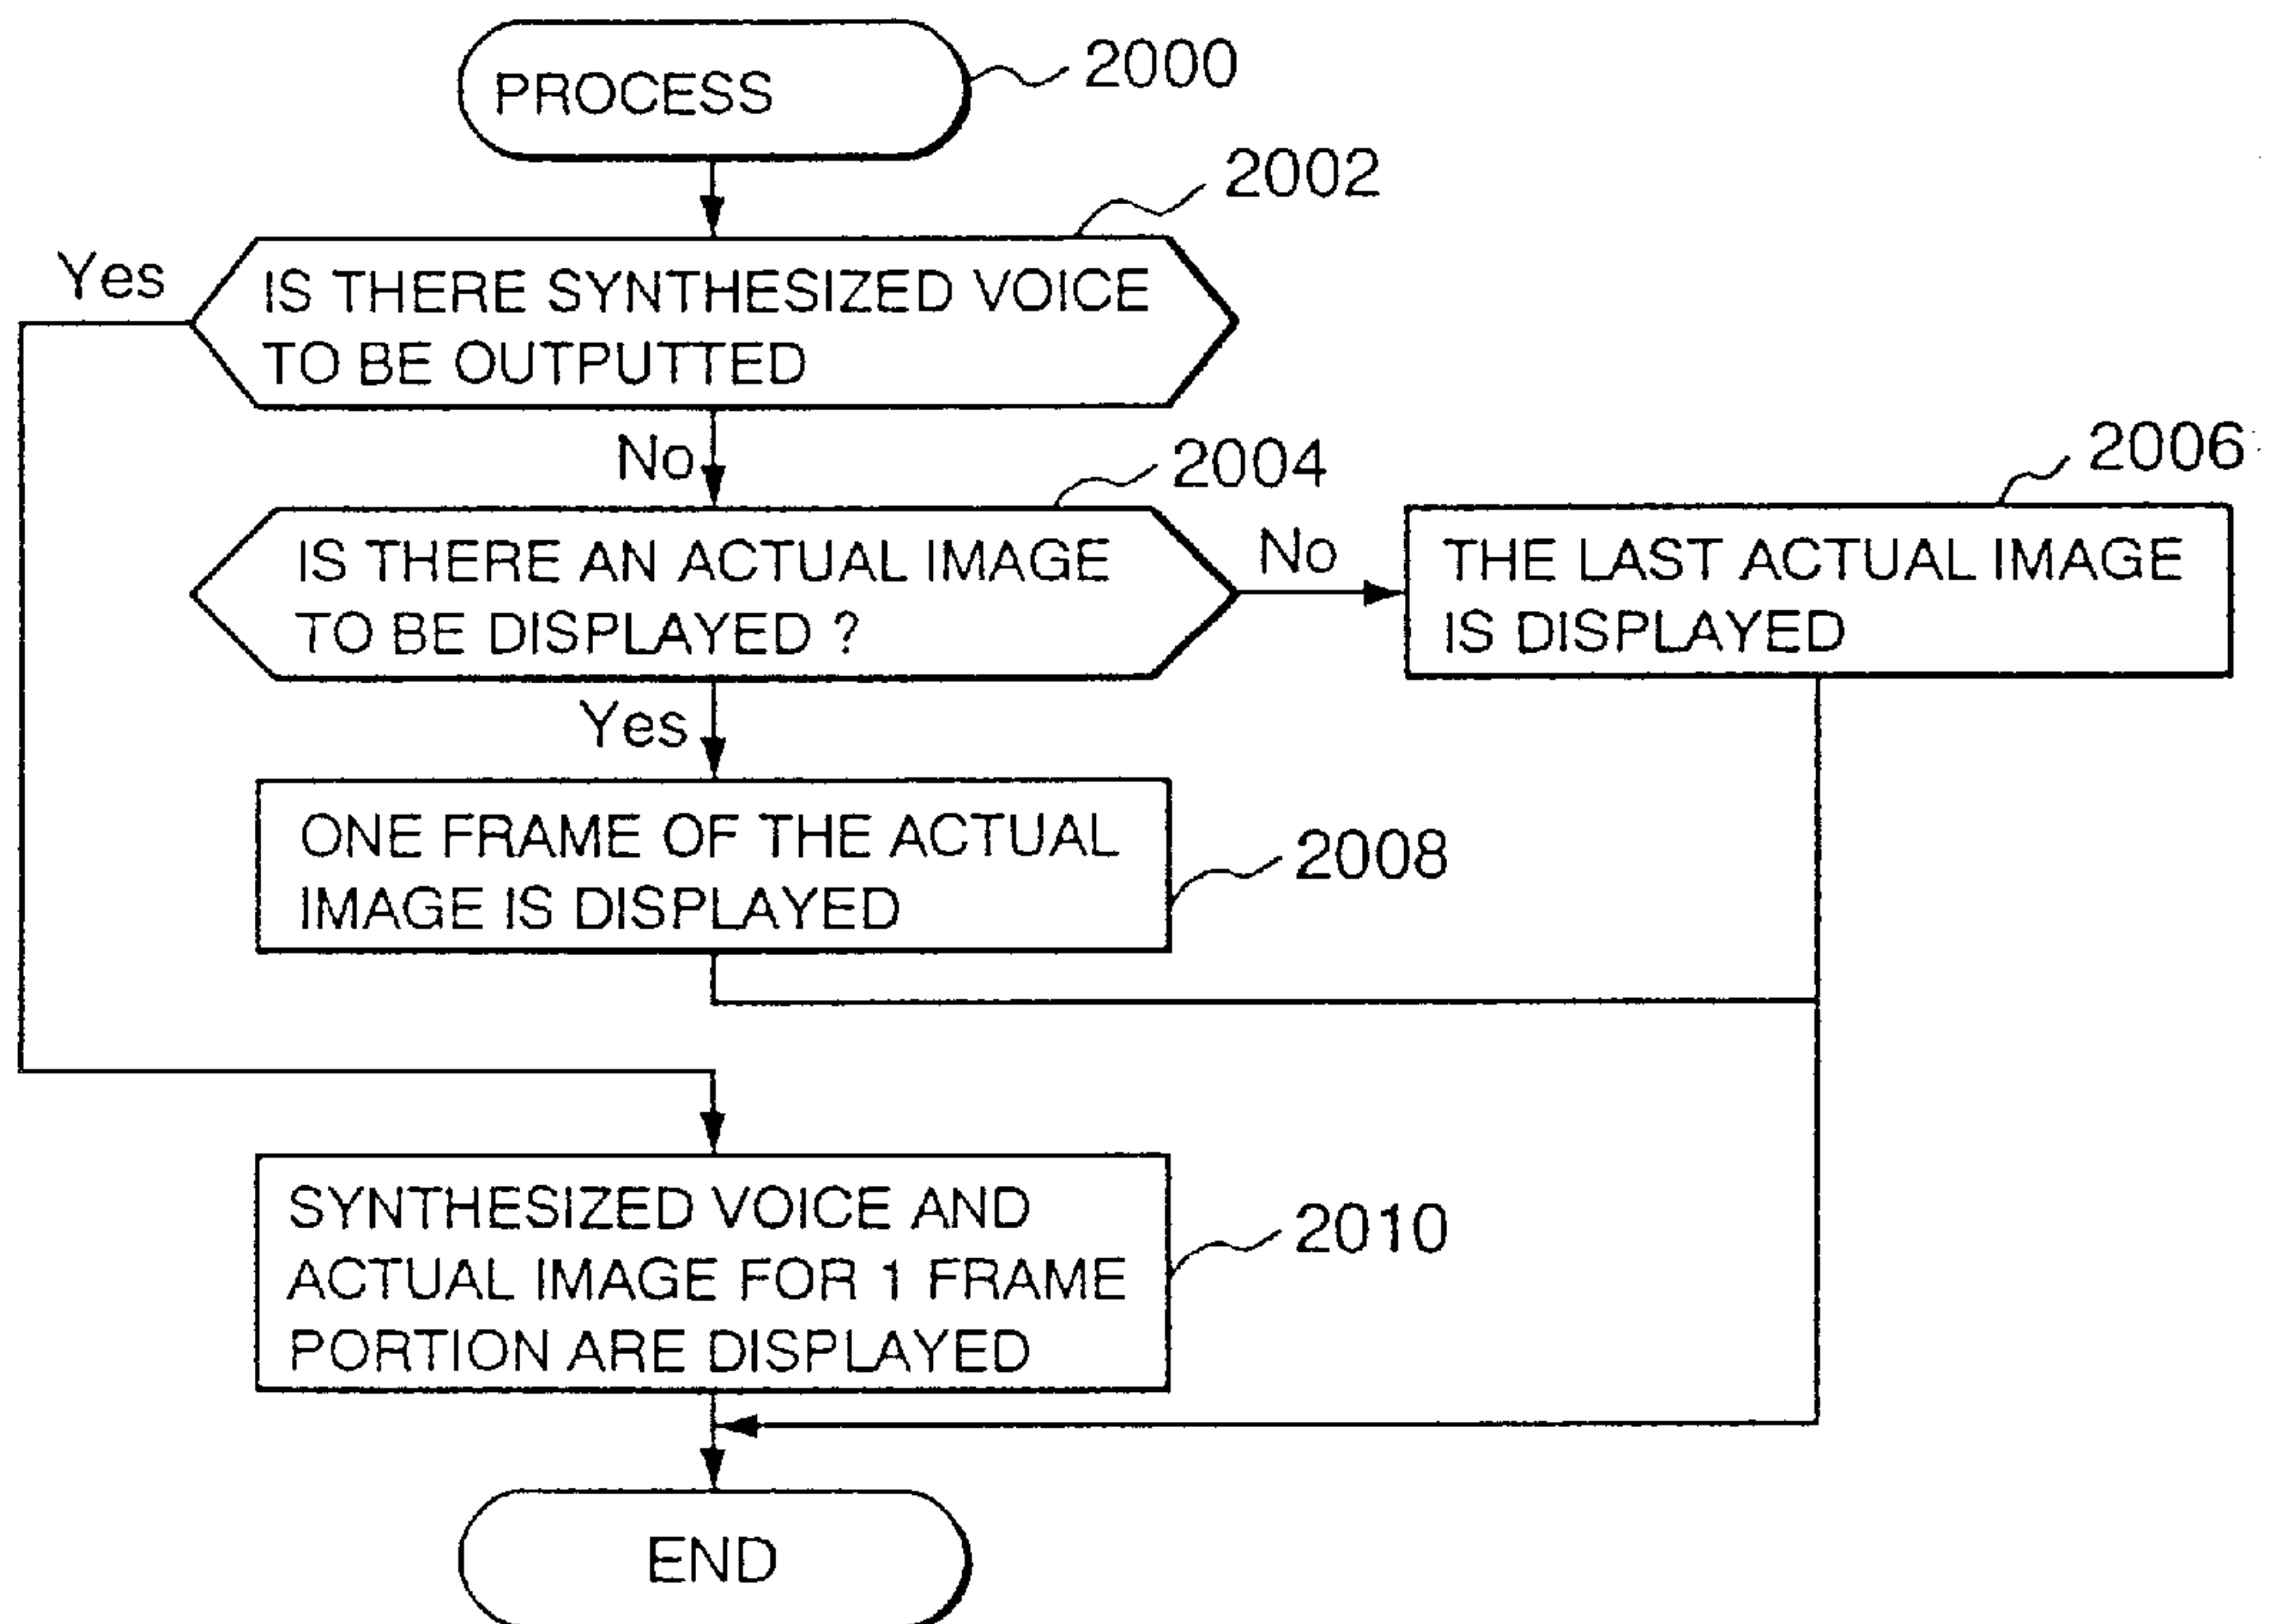 PROCESS
2000
2002
Yes
IS THERE SYNTHESIZED VOICE
TO BE OUTPUTTED
No
2004
2006
IS THERE AN ACTUAL IMAGE
TO BE DISPLAYED ?
No
THE LAST ACTUAL IMAGE
IS DISPLAYED
Yes
ONE FRAME OF THE ACTUAL
IMAGE IS DISPLAYED
2008
SYNTHESIZED VOICE AND
ACTUAL IMAGE FOR 1 FRAME
PORTION ARE DISPLAYED
2010
END